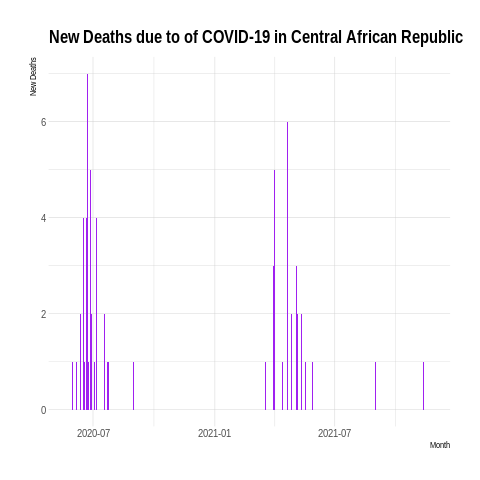 New Deaths due to of COVID-19 in Central African Republic
New Deaths
6
4
2
0
2020-07
2021-01
2021-07
Month